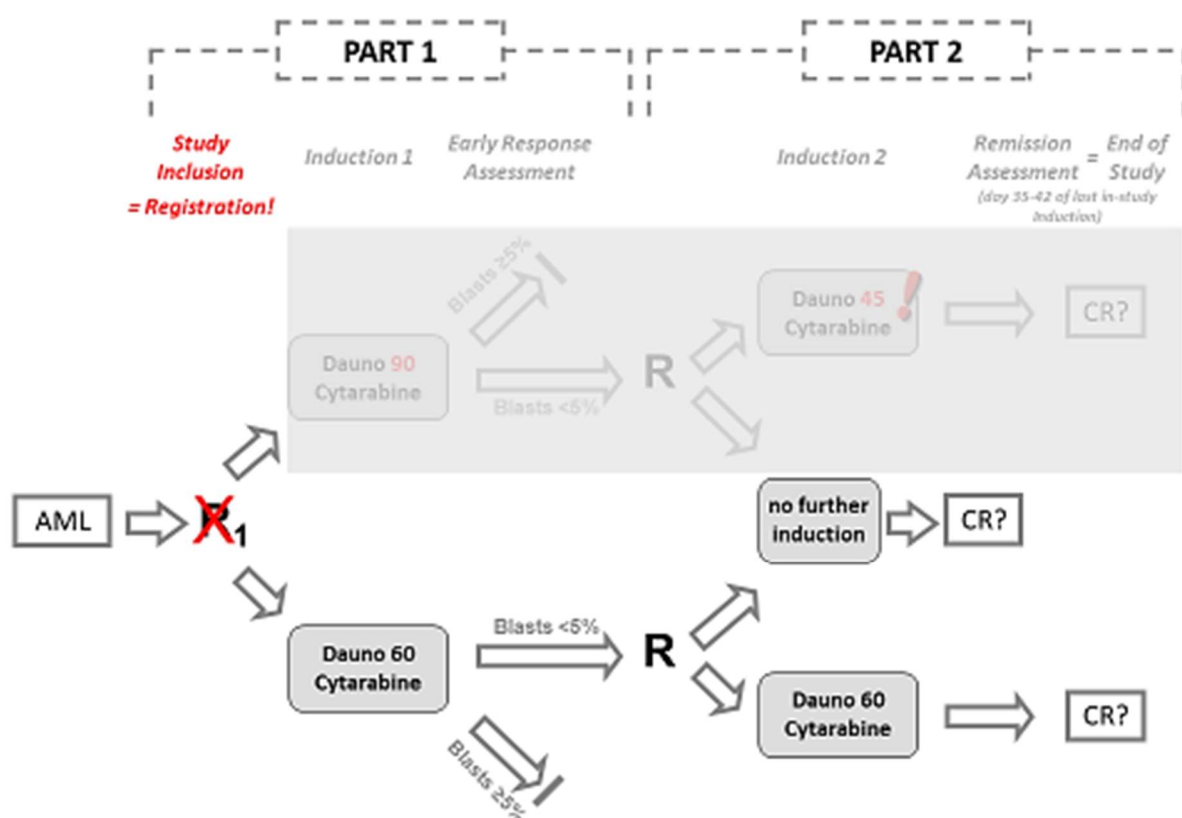 PART 1
PART 2
Study
Inclusion
= Registration!
Induction 1
Early Response
Assessment
Induction 2
Remission
Assessment
= End of
Study
(day 35-42 of last in-study
Induction)
Blasts ≥5%
Dauno 90
Cytarabine
Blasts <5%
R
Dauno 45
Cytarabine
!
CR?
AML
R1
no further
induction
CR?
Dauno 60
Cytarabine
Blasts <5%
R
Dauno 60
Cytarabine
CR?
Blasts ≥5%